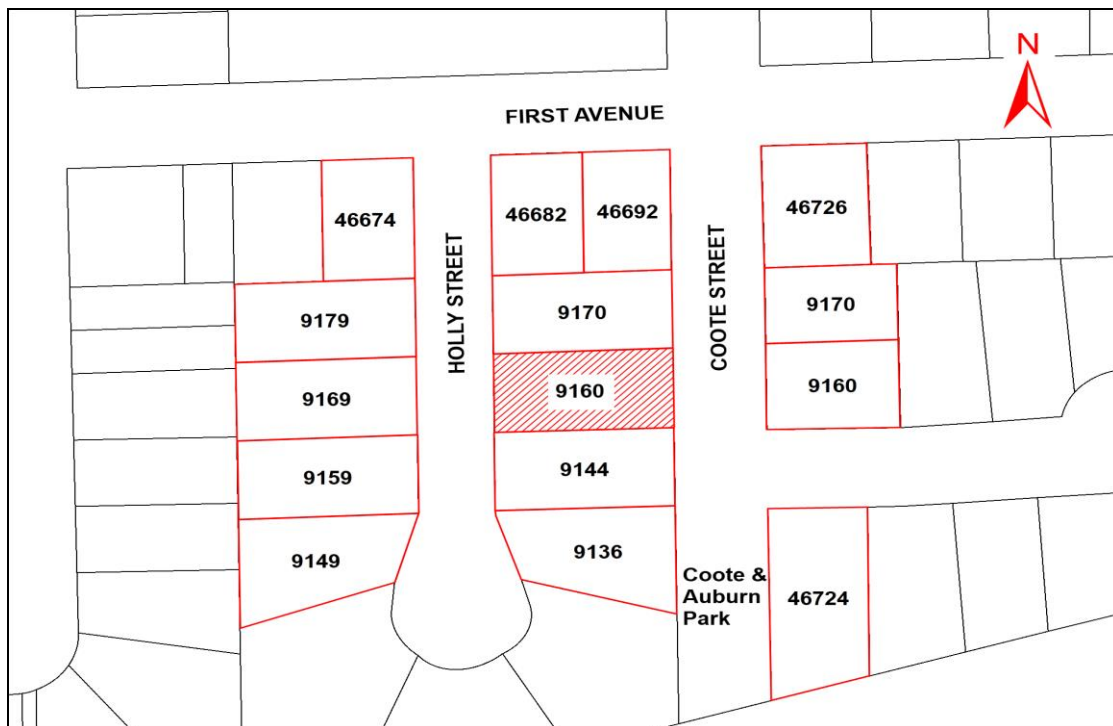 N
FIRST AVENUE
46674
46682
46692
46726
HOLLY STREET
COOTE STREET
9179
9170
9170
9169
9160
9160
9159
9144
9149
9136
Coote &
Auburn
Park
46724